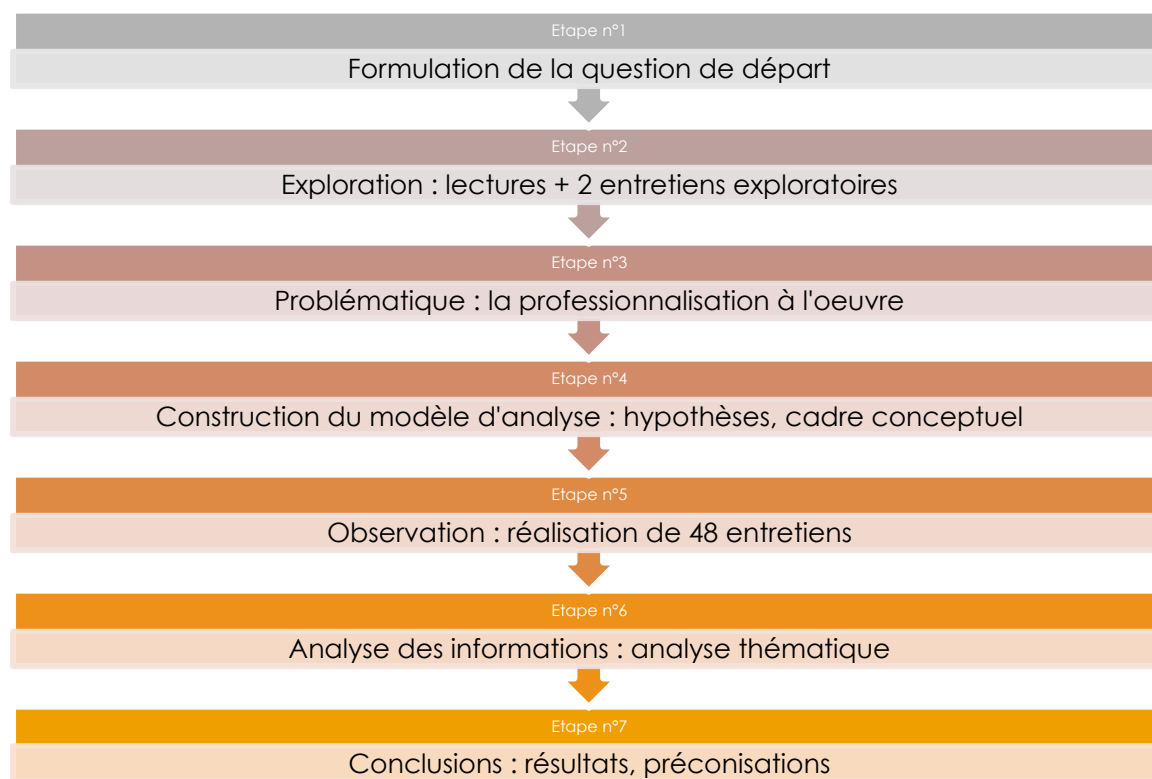 Etape n°1
Formulation de la question de départ
Etape n°2
Exploration : lectures + 2 entretiens exploratoires
Etape n°3
Problématique : la professionnalisation à l'oeuvre
Etape n°4
Construction du modèle d'analyse : hypothèses, cadre conceptuel
Etape n°5
Observation : réalisation de 48 entretiens
Etape n°6
Analyse des informations : analyse thématique
Etape n°7
Conclusions : résultats, préconisations